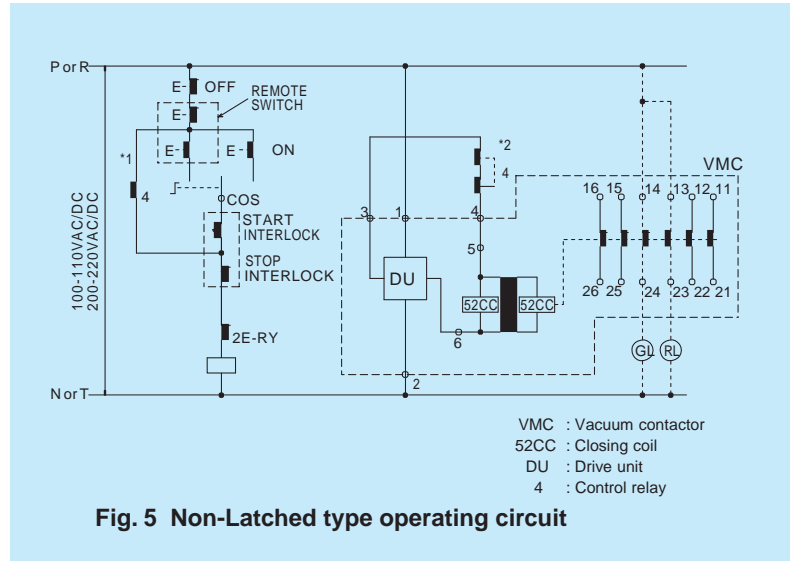 P or R
E- OFF
REMOTE
SWITCH
E-
*1
E-
E- ON
4
COS
START
INTERLOCK
STOP
INTERLOCK
100-110VAC/DC
200-220VAC/DC
2E-RY
N or T
*2
4
VMC
3 1 4
5
DU
52CC 52CC
6
2
16 15 14 13 12 11
26 25 24 23 22 21
GL RL
VMC : Vacuum contactor
52CC : Closing coil
DU : Drive unit
4 : Control relay
Fig. 5 Non-Latched type operating circuit